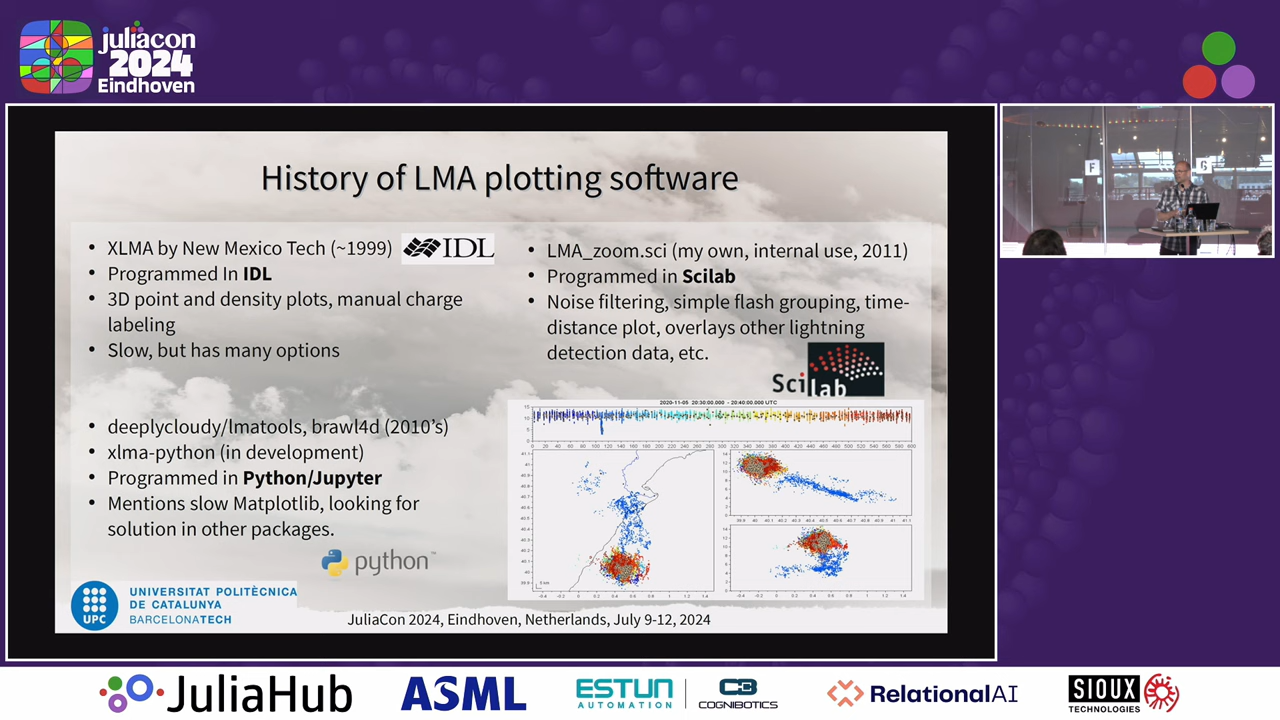 juliacon
2024
Eindhoven
History of LMA plotting software
• XLMA by New Mexico Tech (~1999)
IDL
• Programmed In IDL
• 3D point and density plots, manual charge
labeling
• Slow, but has many options
• LMA_zoom.sci (my own, internal use, 2011)
• Programmed in Scilab
• Noise filtering, simple flash grouping, time-
distance plot, overlays other lightning
detection data, etc.
Scilab
• deeplycloudy/lmatools, brawl4d (2010's)
• xlma-python (in development)
• Programmed in Python/Jupyter
• Mentions slow Matplotlib, looking for
solution in other packages.
python™
2020-11-05 20:30:00.000 - 20:40:00.000 UTC
UPC
UNIVERSITAT POLITÈCNICA
DE CATALUNYA
BARCELONATECH
JuliaCon 2024, Eindhoven, Netherlands, July 9-12, 2024
F
G
JuliaHub
ASML
ESTUN
AUTOMATION
COGNIBOTICS
RelationalAI
SIOUX
TECHNOLOGIES